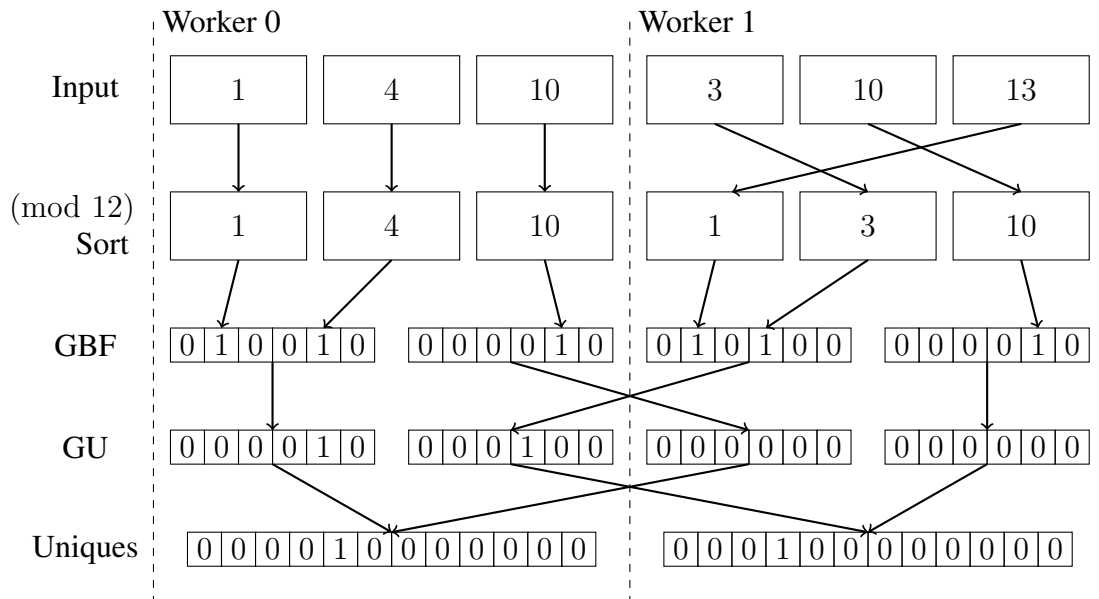 Worker 0 Worker 1
Input 1 4 10 3 10 13
(mod 12)
Sort 1 4 10 1 3 10
GBF 0 1 0 0 1 0 0 0 0 0 1 0 0 1 0 1 0 0 0 0 0 0 1 0
GU 0 0 0 0 1 0 0 0 0 1 0 0 0 0 0 0 0 0 0 0 0 0 0 0
Uniques 0 0 0 0 1 0 0 0 0 0 0 0 0 0 0 1 0 0 0 0 0 0 0 0